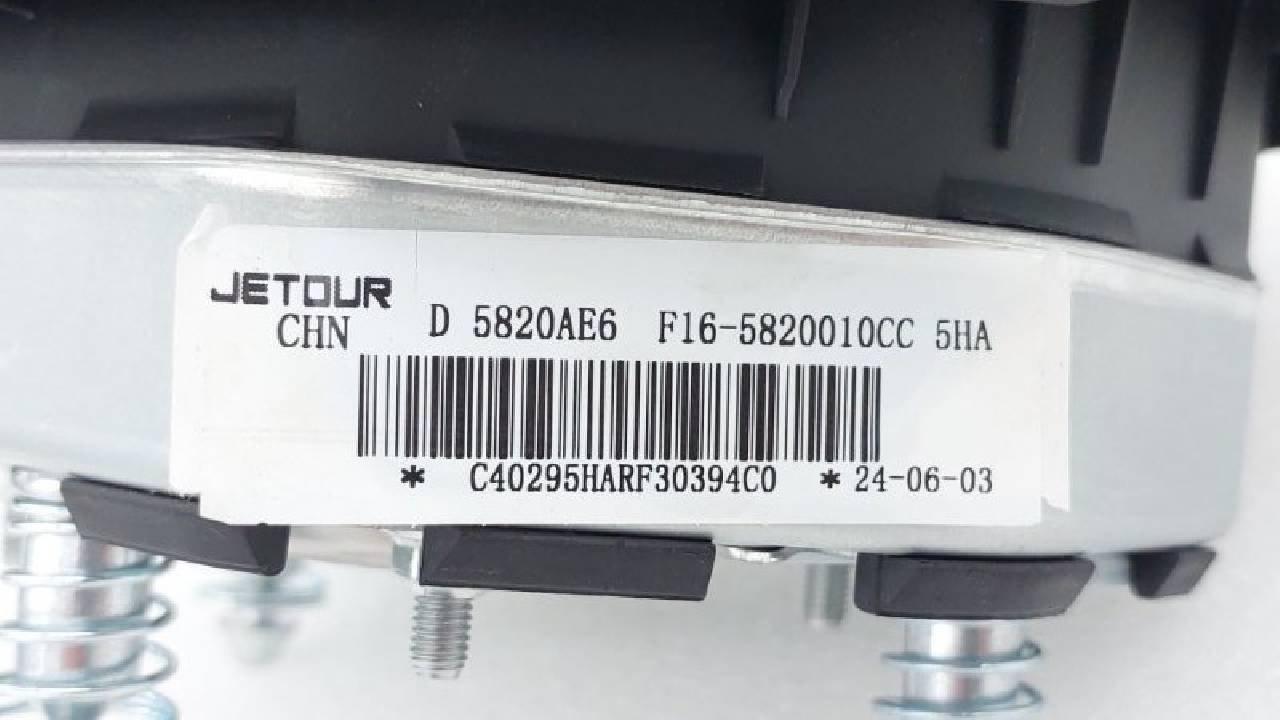 JETOUR
CHN D 5820AE6 F16-5820010CC 5HA
* C40295HARF30394C0 * 24-06-03